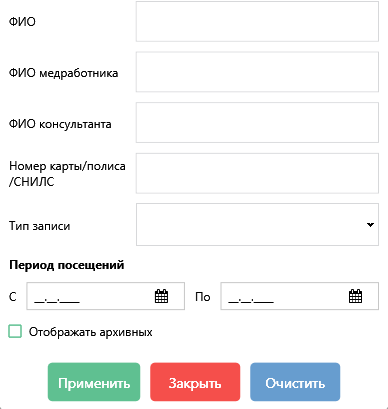 ФИО
ФИО медработника
ФИО консультанта
Номер карты/полиса
/СНИЛС
Тип записи
Период посещений
С __.__.____ По __.__.____
Отображать архивных
Применить Закрыть Очистить